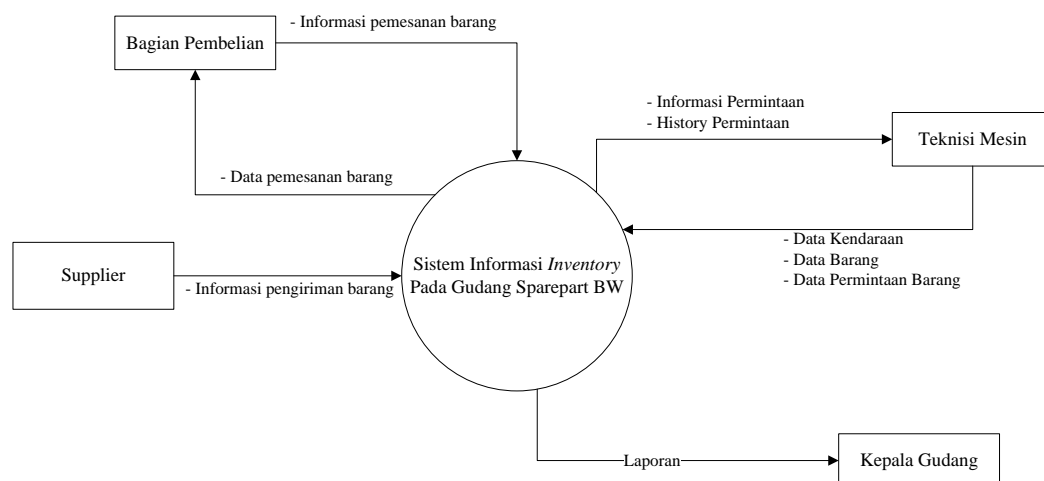 - Informasi pemesanan barang
Bagian Pembelian
- Informasi Permintaan
- History Permintaan
Teknisi Mesin
- Data pemesanan barang
- Data Kendaraan
- Data Barang
- Data Permintaan Barang
Supplier
- Informasi pengiriman barang
Sistem Informasi Inventory
Pada Gudang Sparepart BW
Laporan
Kepala Gudang